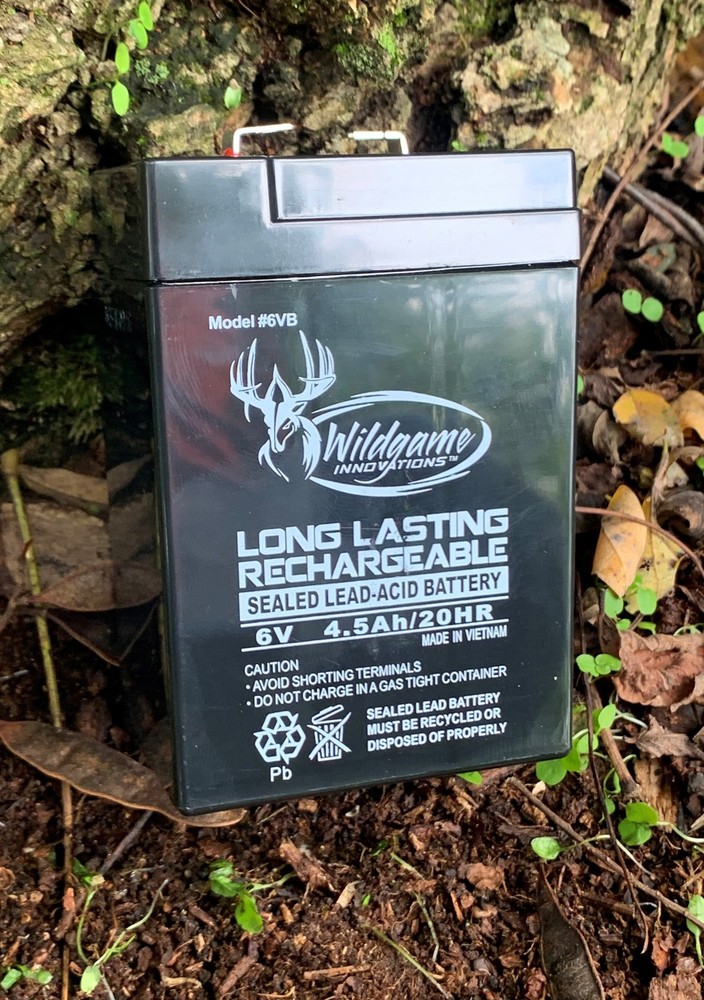 Model #6VB
Wildgame
INNOVATIONS™
LONG LASTING
RECHARGEABLE
SEALED LEAD-ACID BATTERY
6V 4.5Ah/20HR
MADE IN VIETNAM
CAUTION
• AVOID SHORTING TERMINALS
• DO NOT CHARGE IN A GAS TIGHT CONTAINER
SEALED LEAD BATTERY
MUST BE RECYCLED OR
DISPOSED OF PROPERLY
Pb